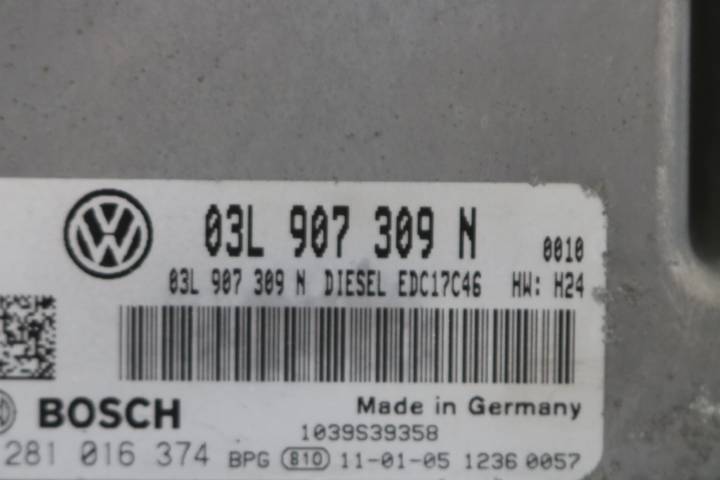 03L 907 309 N 0010
03L 907 309 N DIESEL EDC17C46 HW: H24
BOSCH Made in Germany
1039S39358
281 016 374 BPG 810 11-01-05 1236 0057